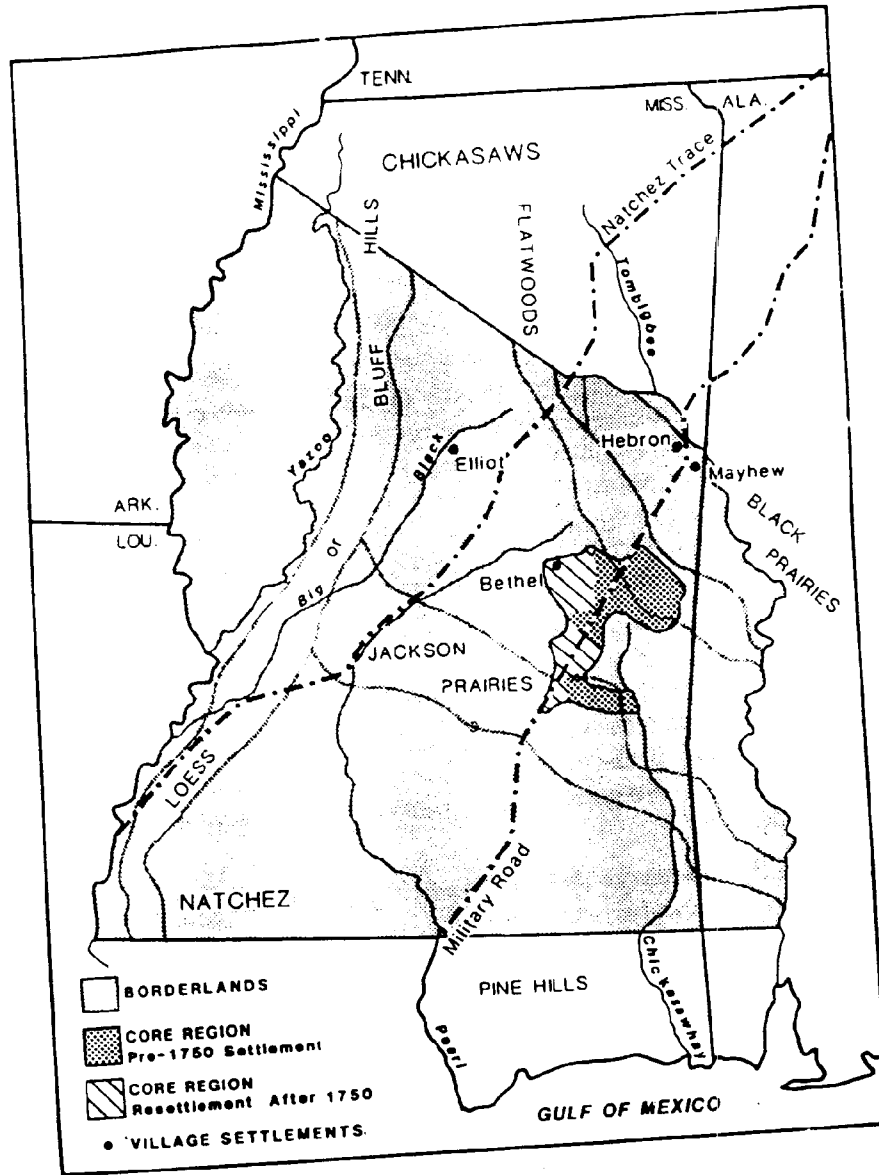 TENN.
MISS. ALA.
Mississippi
CHICKASAWS
Natchez Trace
HILLS
FLATWOODS
Tombigbee
BLUFF
Yazoo
Black
Elliot
Hebron
Mayhew
ARK.
LOU.
BLACK
PRAIRIES
or
Big
Bethel
JACKSON
PRAIRIES
LOESS
Military Road
NATCHEZ
Chickasawhay
PINE HILLS
Pearl
GULF OF MEXICO
BORDERLANDS
CORE REGION
Pre-1750 Settlement
CORE REGION
Resettlement After 1750
VILLAGE SETTLEMENTS.